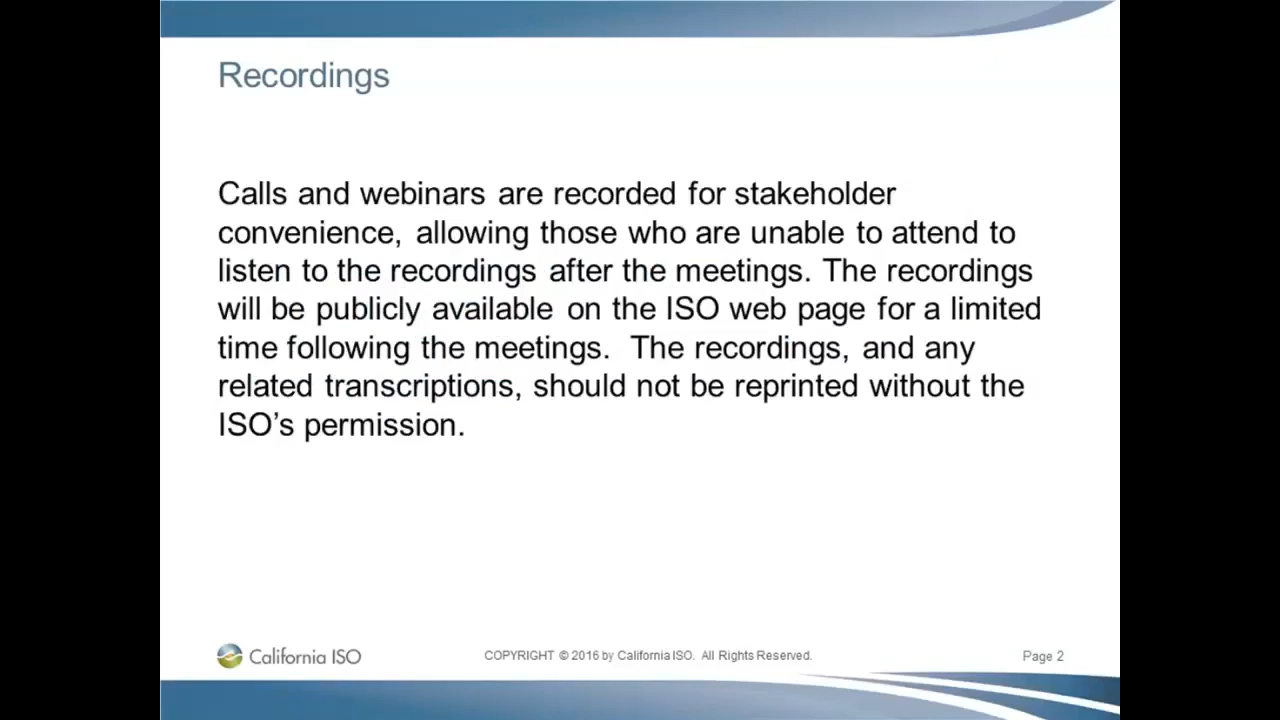 Recordings
Calls and webinars are recorded for stakeholder
convenience, allowing those who are unable to attend to
listen to the recordings after the meetings. The recordings
will be publicly available on the ISO web page for a limited
time following the meetings.  The recordings, and any
related transcriptions, should not be reprinted without the
ISO’s permission.
California ISO
COPYRIGHT © 2016 by California ISO.  All Rights Reserved.
Page 2